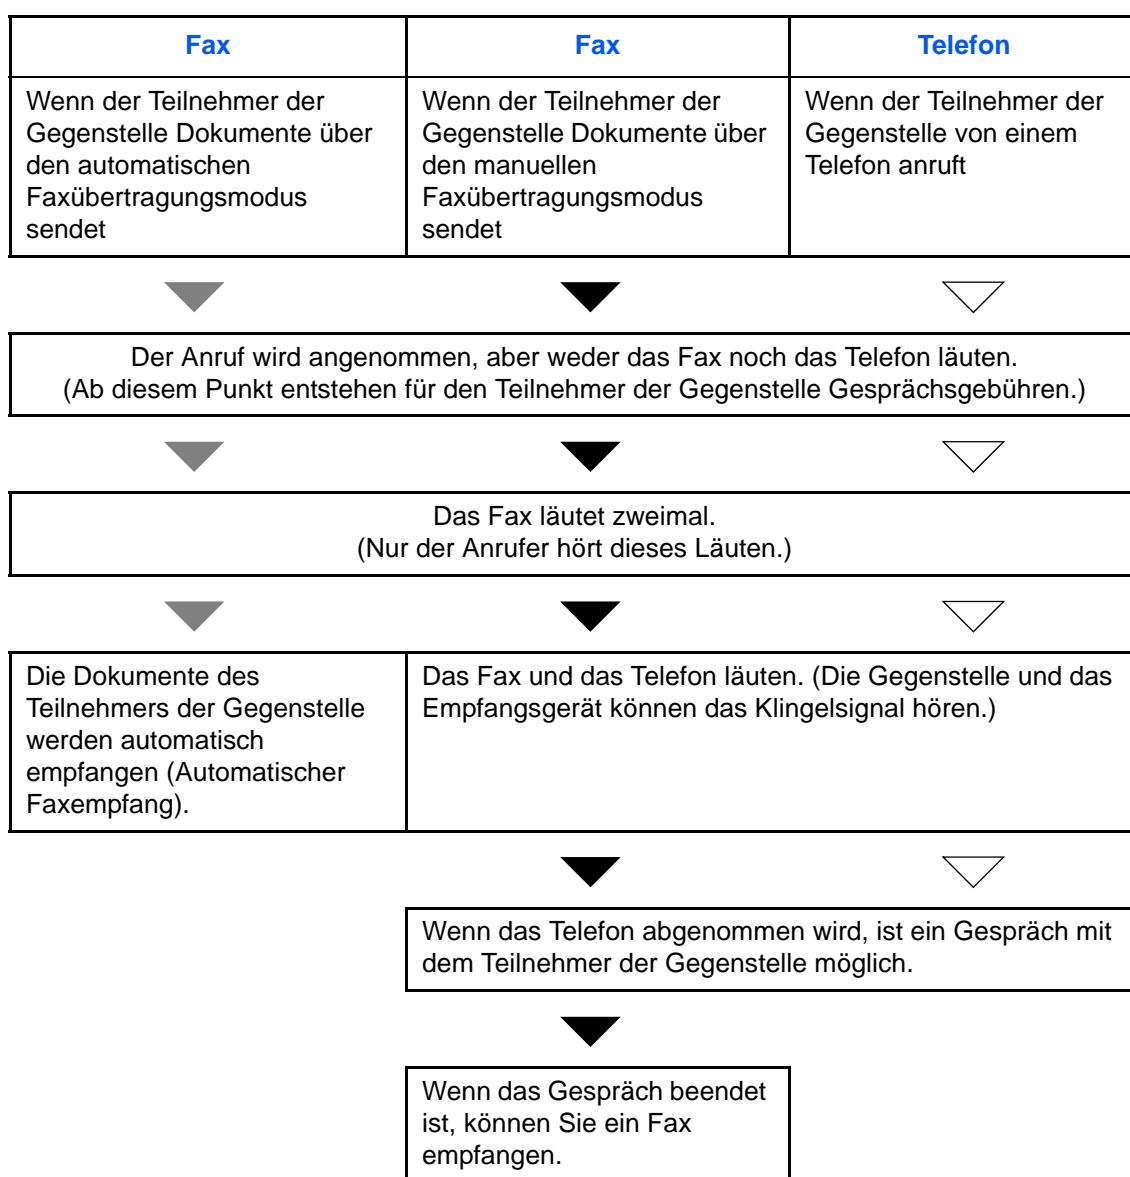 Fax
Fax
Telefon
Wenn der Teilnehmer der
Gegenstelle Dokumente über
den automatischen
Faxübertragungsmodus
sendet
Wenn der Teilnehmer der
Gegenstelle Dokumente über
den manuellen
Faxübertragungsmodus
sendet
Wenn der Teilnehmer der
Gegenstelle von einem
Telefon anruft
Der Anruf wird angenommen, aber weder das Fax noch das Telefon läuten.
(Ab diesem Punkt entstehen für den Teilnehmer der Gegenstelle Gesprächsgebühren.)
Das Fax läutet zweimal.
(Nur der Anrufer hört dieses Läuten.)
Die Dokumente des
Teilnehmers der Gegenstelle
werden automatisch
empfangen (Automatischer
Faxempfang).
Das Fax und das Telefon läuten. (Die Gegenstelle und das
Empfangsgerät können das Klingelsignal hören.)
Wenn das Telefon abgenommen wird, ist ein Gespräch mit
dem Teilnehmer der Gegenstelle möglich.
Wenn das Gespräch beendet
ist, können Sie ein Fax
empfangen.